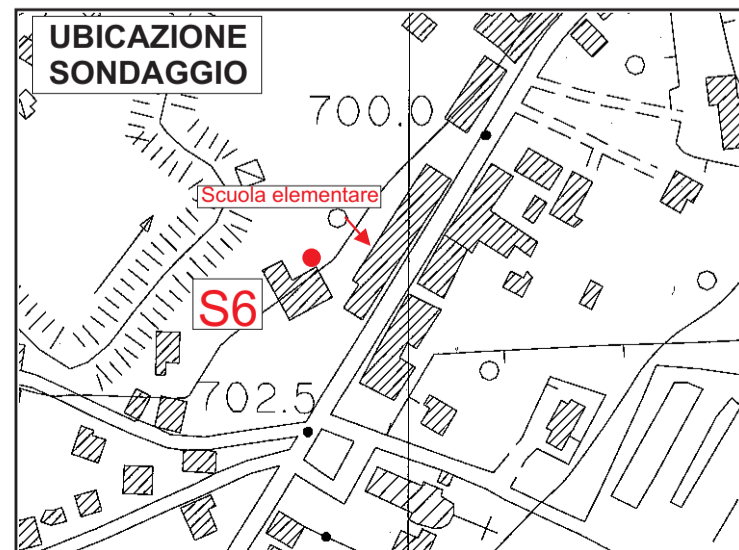 UBICAZIONE
SONDAGGIO
700.0
Scuola elementare
S6
702.5